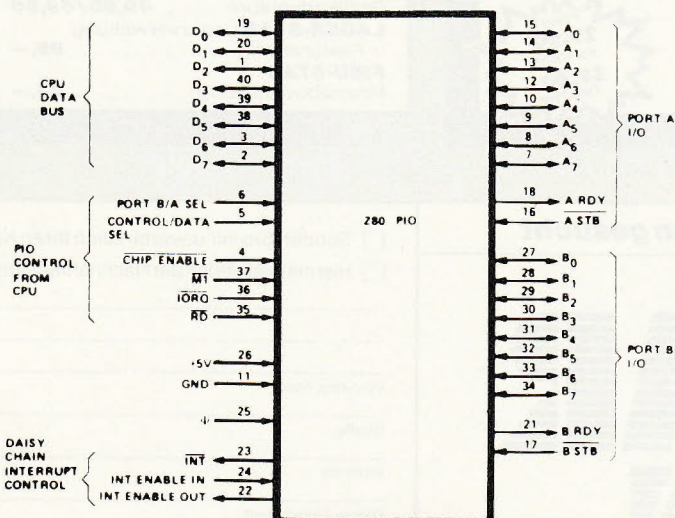 CPU
DATA
BUS
19 D0
20 D1
1 D2
40 D3
39 D4
38 D5
3 D6
2 D7
PIO
CONTROL
FROM
CPU
PORT B/A SEL 6
CONTROL/DATA
SEL 5
CHIP ENABLE 4
M1 37
IORQ 36
RD 35
+5V 26
GND 11
Φ 25
DAISY
CHAIN
INTERRUPT
CONTROL
INT 23
INT ENABLE IN 24
INT ENABLE OUT 22
Z80 PIO
15 A0
14 A1
13 A2
12 A3
10 A4
9 A5
8 A6
7 A7
PORT A
I/O
18 A RDY
16 A STB
27 B0
28 B1
29 B2
30 B3
31 B4
32 B5
33 B6
34 B7
PORT B
I/O
21 B RDY
17 B STB